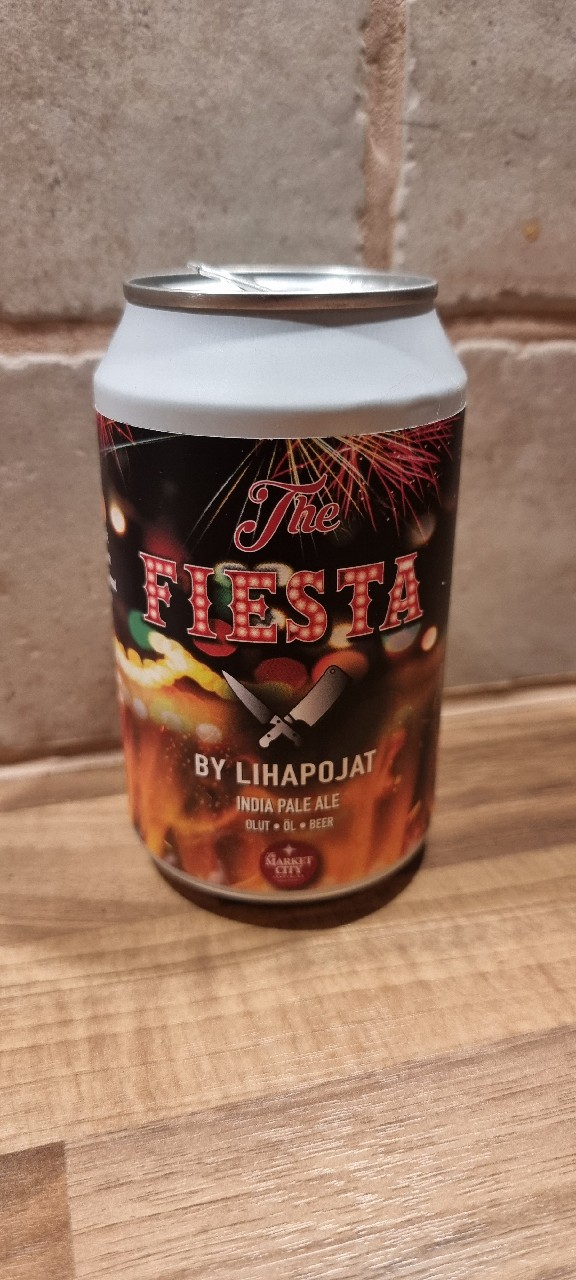 The
FIESTA
BY LIHAPOJAT
INDIA PALE ALE
OLUT • ÖL • BEER
MARKET
CITY